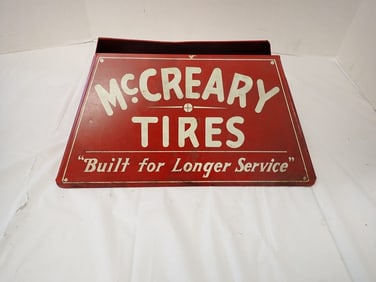 McCREARY
TIRES
"Built for Longer Service"